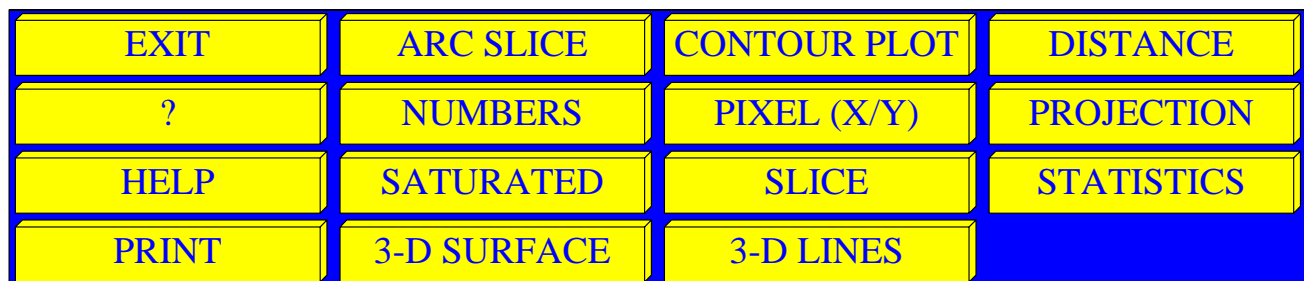 EXIT ARC SLICE CONTOUR PLOT DISTANCE
? NUMBERS PIXEL (X/Y) PROJECTION
HELP SATURATED SLICE STATISTICS
PRINT 3-D SURFACE 3-D LINES